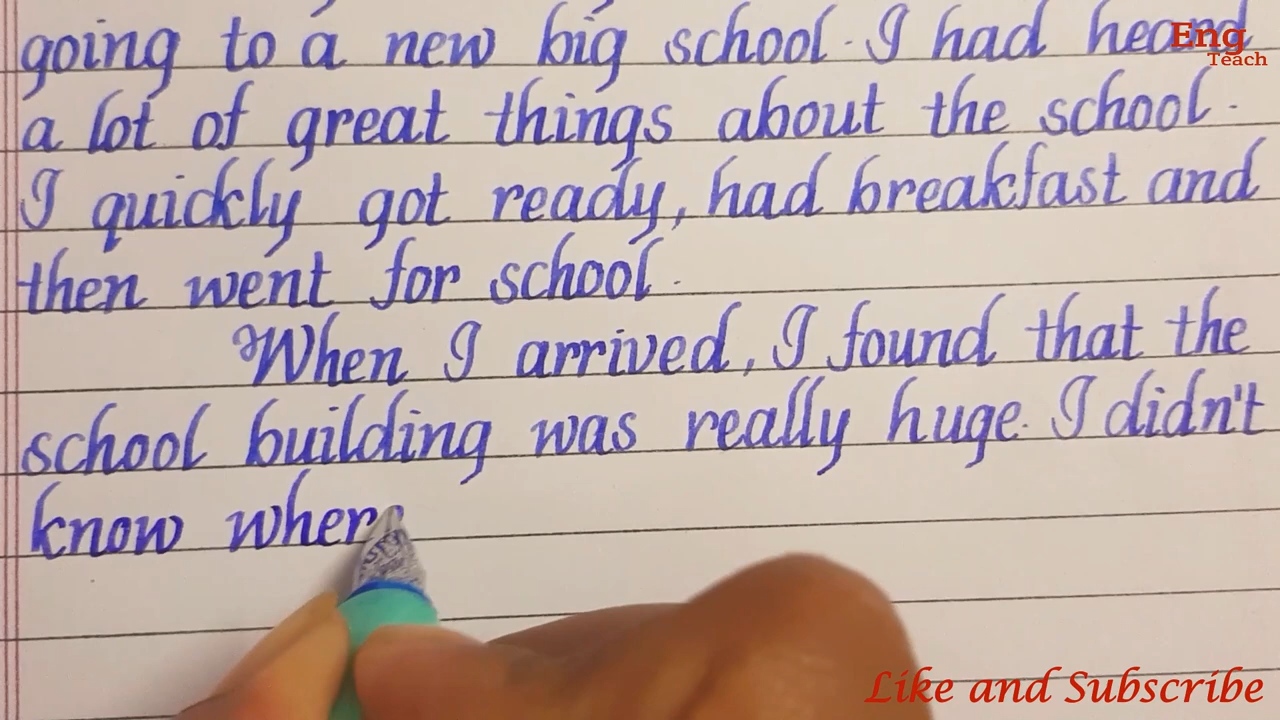 going to a new big school. I had heard
Eng
Teach
a lot of great things about the school.
I quickly got ready, had breakfast and
then went for school.
When I arrived, I found that the
school building was really huge. I didn't
know wher
Like and Subscribe